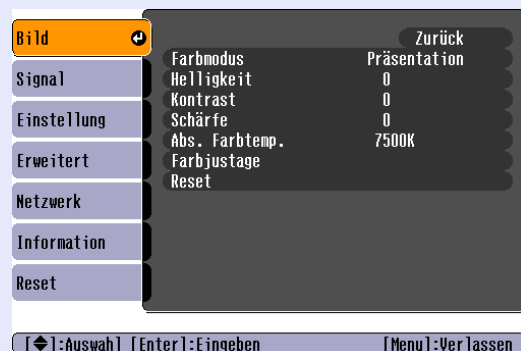 Bild
Signal
Einstellung
Erweitert
Netzwerk
Information
Reset
Zurück
Farbmodus Präsentation
Helligkeit 0
Kontrast 0
Schärfe 0
Abs. Farbtemp. 7500K
Farbjustage
Reset
[◆]:Auswahl [Enter]:Eingeben [Menu]:Verlassen